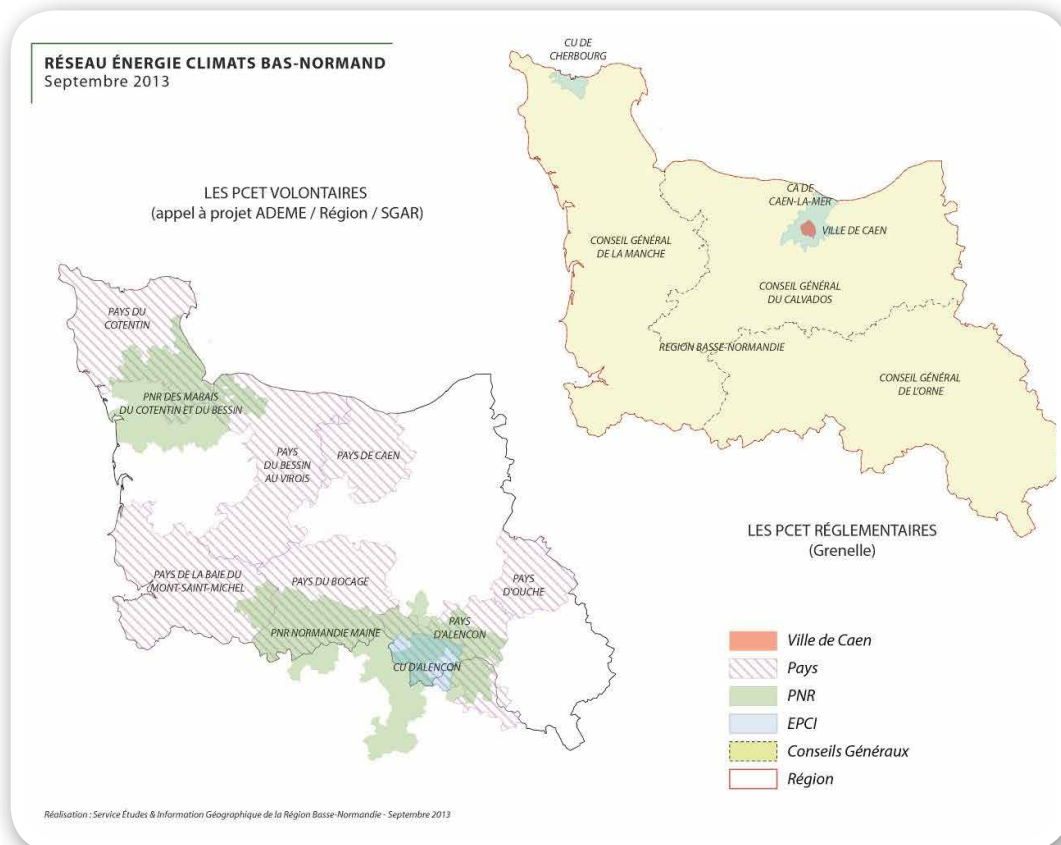 RÉSEAU ÉNERGIE CLIMATS BAS-NORMAND
Septembre 2013
LES PCET VOLONTAIRES
(appel à projet ADEME / Région / SGAR)
PAYS DU
COTENTIN
PNR DES MARAIS
DU COTENTIN ET DU BESSIN
PAYS
DU BESSIN
AU VIROIS
PAYS DE CAEN
PAYS DE LA BAIE DU
MONT-SAINT-MICHEL
PAYS DU BOCAGE
PAYS
D'OUCHE
PNR NORMANDIE MAINE
PAYS
D'ALENCON
CU D'ALENCON
CU DE
CHERBOURG
CA DE
CAEN-LA-MER
VILLE DE CAEN
CONSEIL GÉNÉRAL
DE LA MANCHE
CONSEIL GÉNÉRAL
DU CALVADOS
REGION BASSE-NORMANDIE
CONSEIL GÉNÉRAL
DE L'ORNE
LES PCET RÉGLEMENTAIRES
(Grenelle)
Ville de Caen
Pays
PNR
EPCI
Conseils Généraux
Région
Réalisation : Service Études & Information Géographique de la Région Basse-Normandie - Septembre 2013